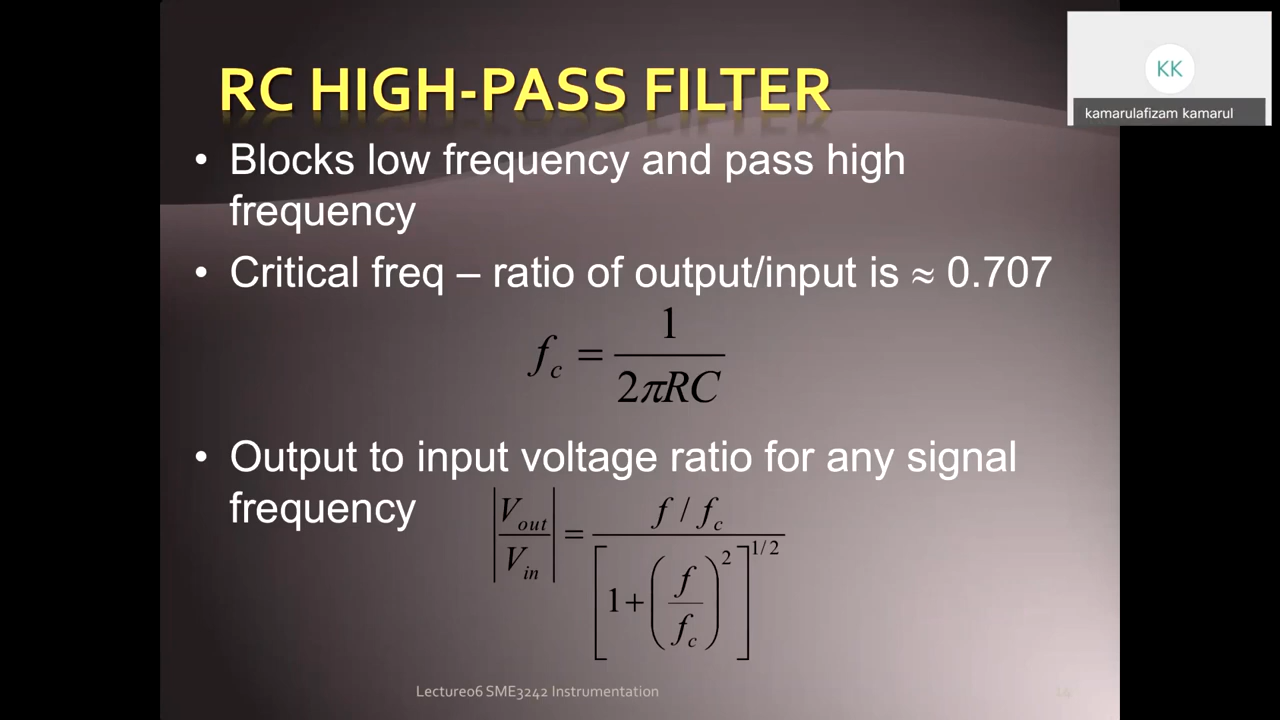 RC HIGH-PASS FILTER
KK
kamarulafizam kamarul
• Blocks low frequency and pass high
frequency
• Critical freq – ratio of output/input is ≈ 0.707
f_c = 1 / 2πRC
• Output to input voltage ratio for any signal
frequency
|V_out / V_in| = (f / f_c) / [1 + (f / f_c)^2]^1/2
Lecture06 SME3242 Instrumentation
14